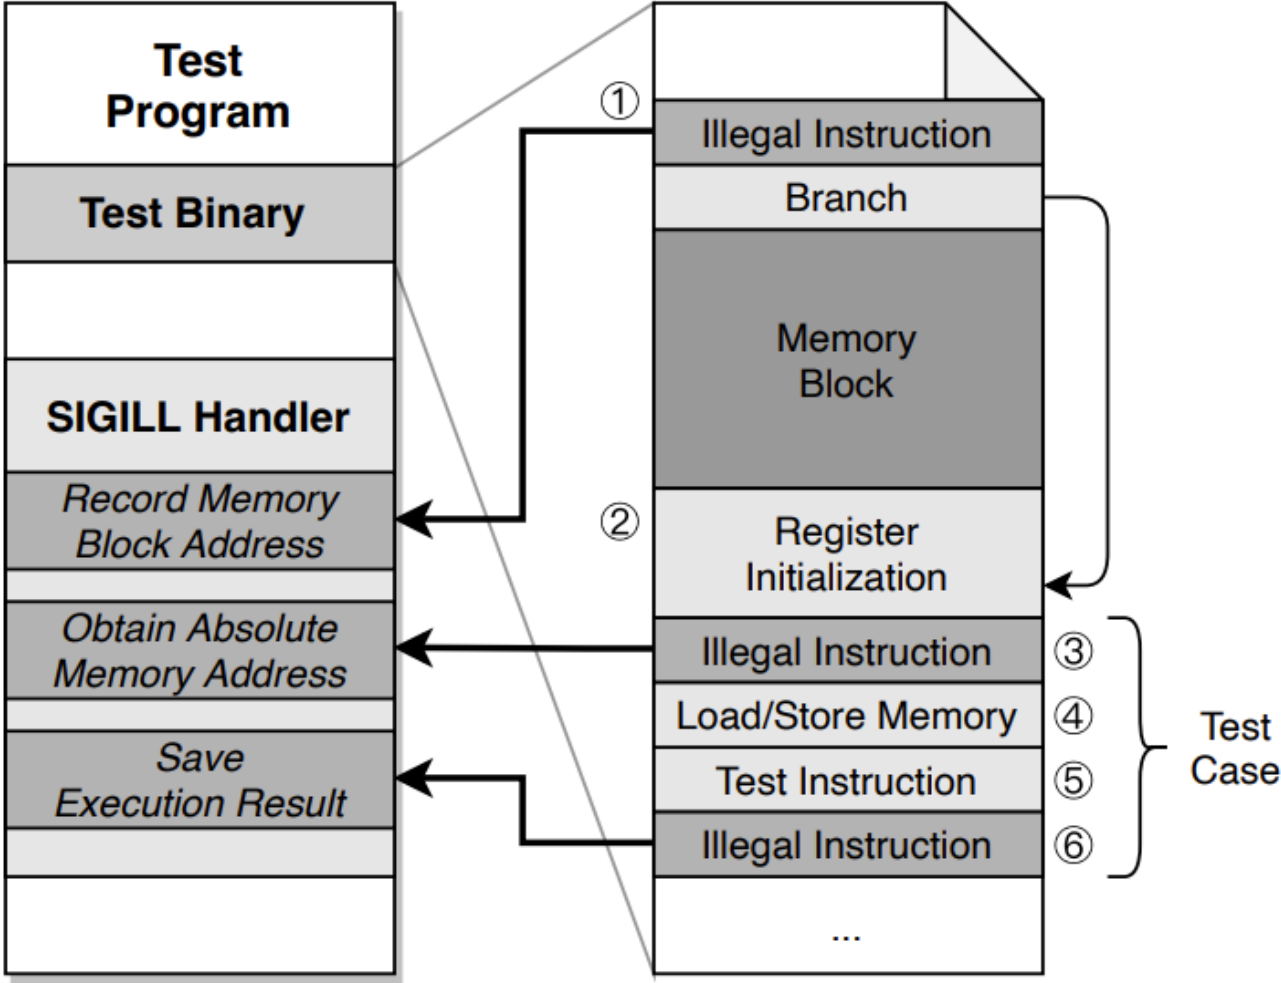 Test
Program
Test Binary
SIGILL Handler
Record Memory
Block Address
Obtain Absolute
Memory Address
Save
Execution Result
①
Illegal Instruction
Branch
Memory
Block
②
Register
Initialization
Illegal Instruction ③
Load/Store Memory ④
Test Instruction ⑤
Illegal Instruction ⑥
...
Test
Case